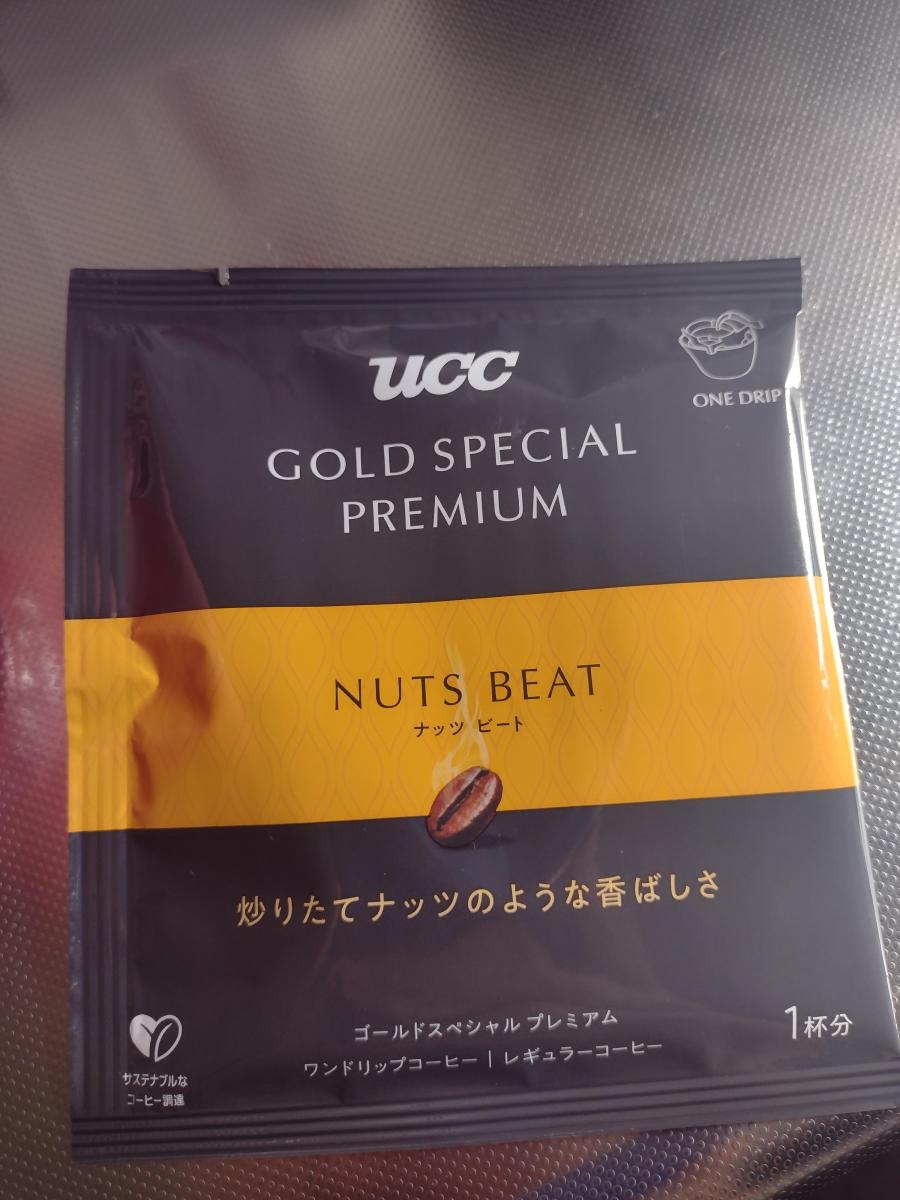 UCC
ONE DRIP
GOLD SPECIAL
PREMIUM
NUTS BEAT
ナッツ ビート
炒りたてナッツのような香ばしさ
ゴールドスペシャル プレミアム
ワンドリップコーヒー | レギュラーコーヒー
1杯分
サステナブルな
コーヒー調達